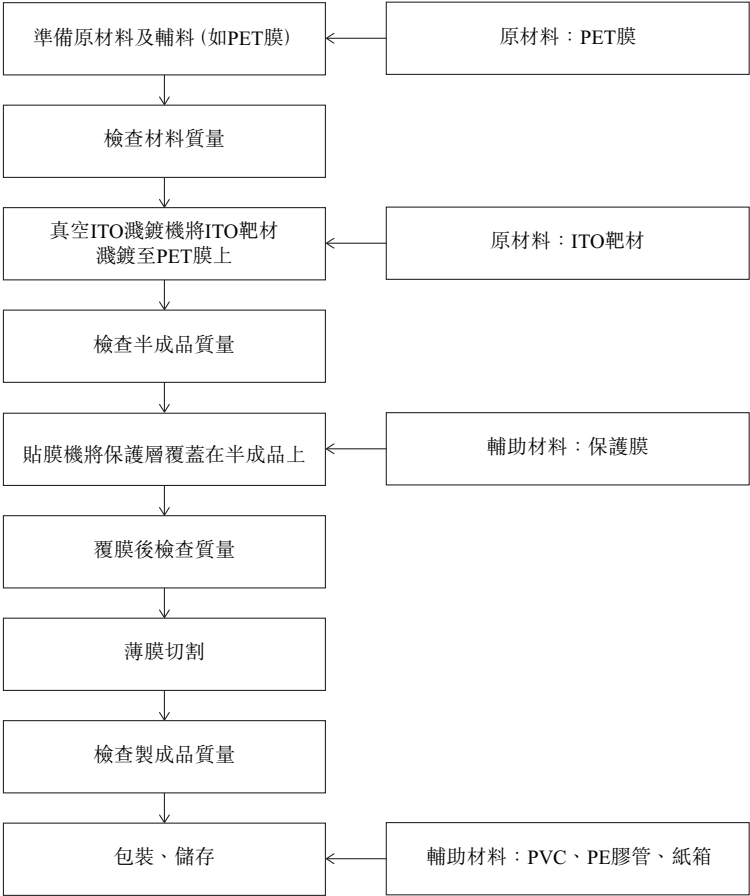 準備原材料及輔料 (如PET膜)
原材料：PET膜
檢查材料質量
真空ITO濺鍍機將ITO靶材
濺鍍至PET膜上
原材料：ITO靶材
檢查半成品質量
貼膜機將保護層覆蓋在半成品上
輔助材料：保護膜
覆膜後檢查質量
薄膜切割
檢查製成品質量
包裝、儲存
輔助材料：PVC、PE膠管、紙箱